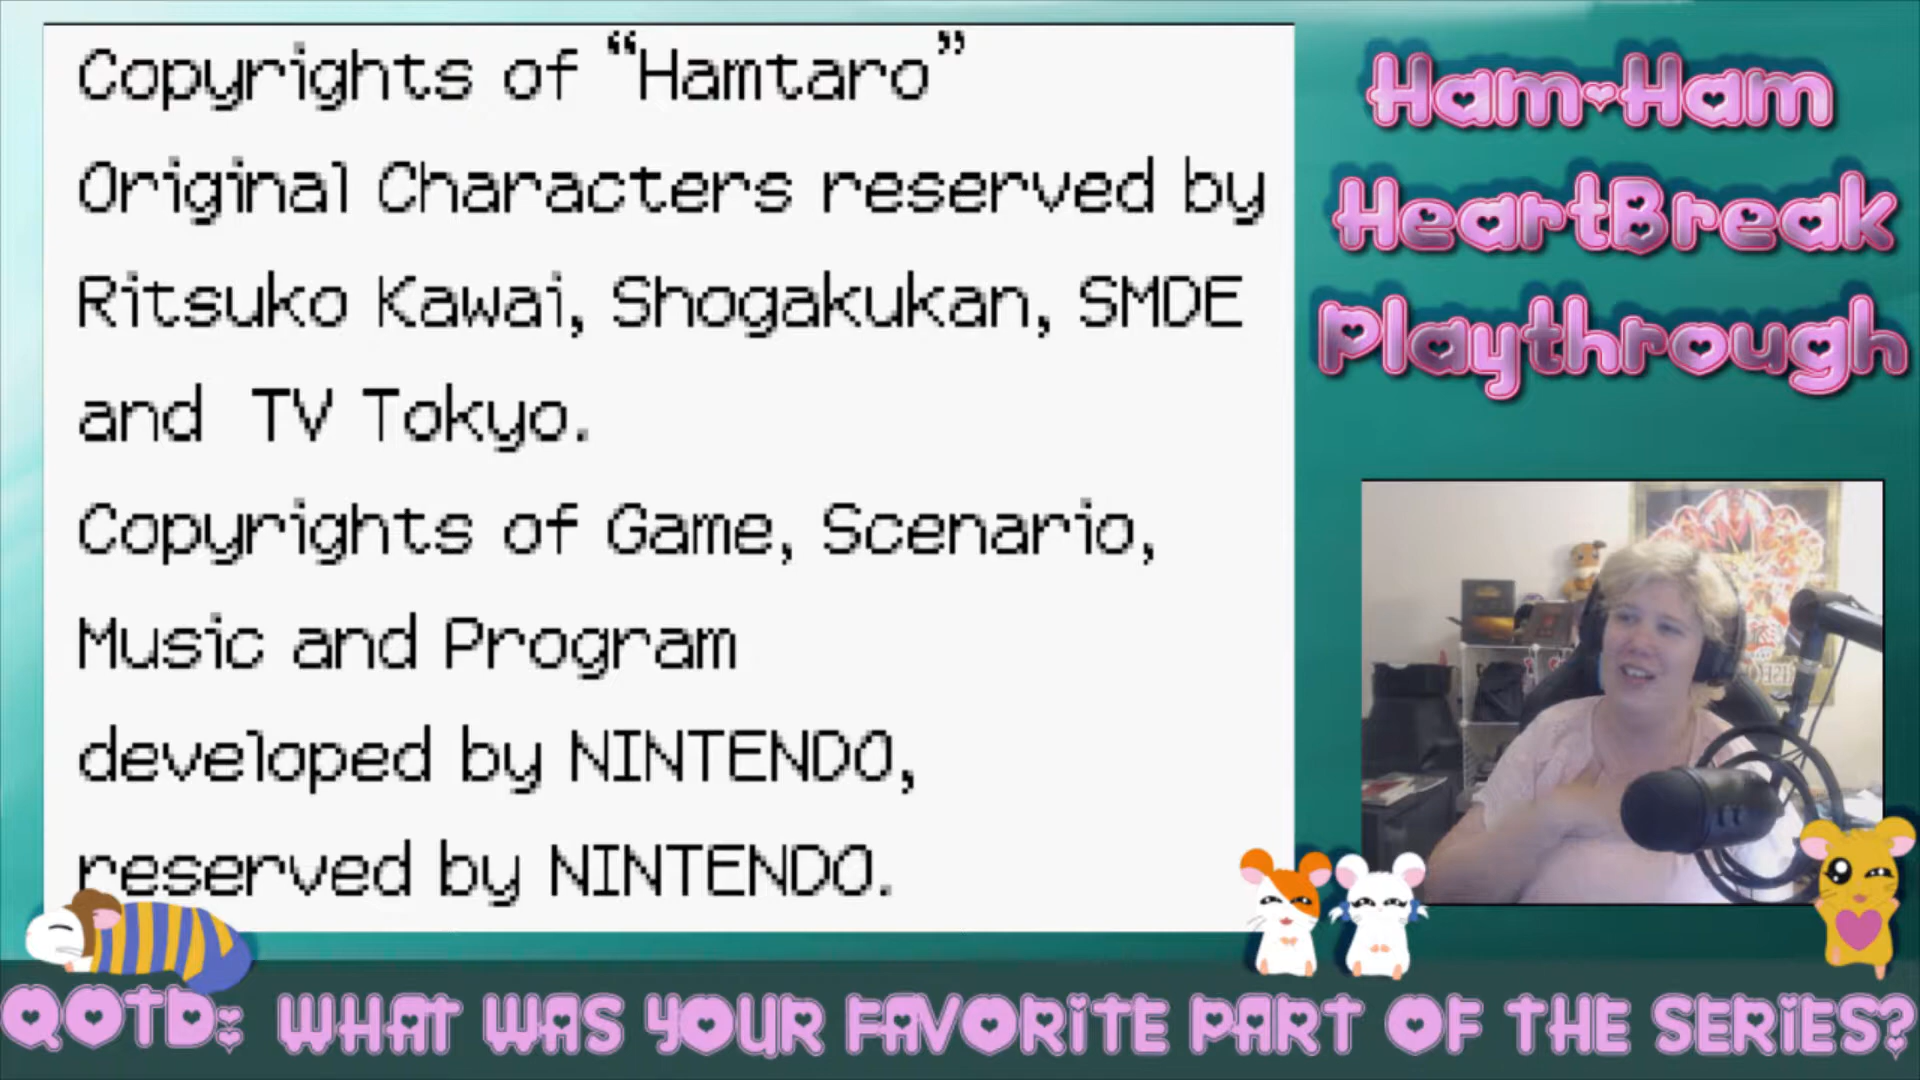 Copyrights of “Hamtaro”
Original Characters reserved by
Ritsuko Kawai, Shogakukan, SMDE
and TV Tokyo.
Copyrights of Game, Scenario,
Music and Program
developed by NINTENDO,
reserved by NINTENDO.
Ham-Ham
HeartBreak
Playthrough
QOTD: WHAT WAS YOUR FAVORITE PART OF THE SERIES?